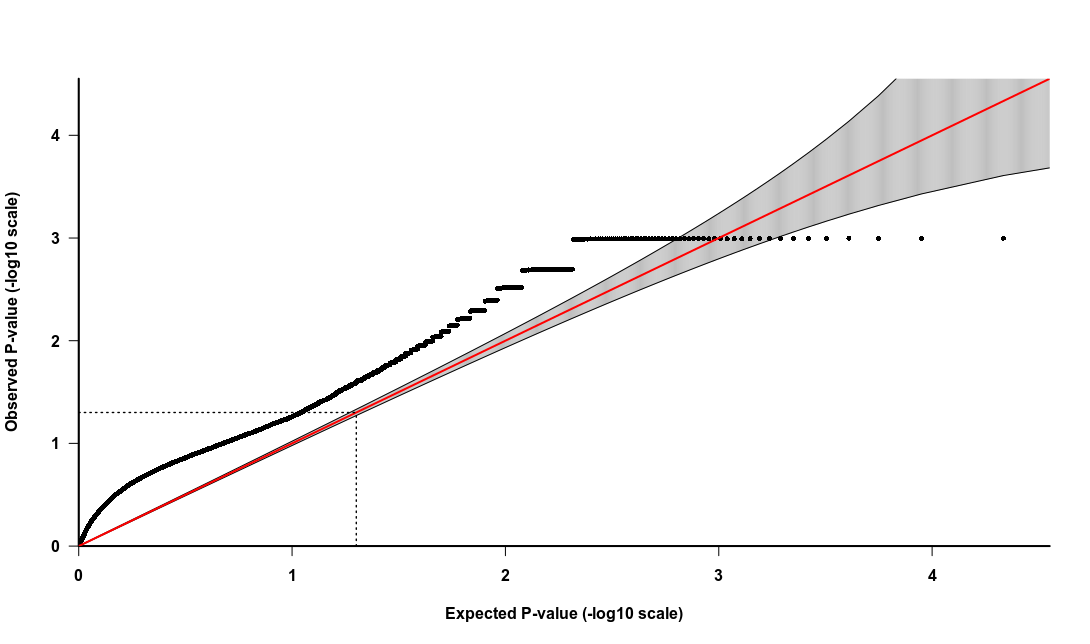 Observed P-value (-log10 scale)
4
3
2
1
0
0 1 2 3 4
Expected P-value (-log10 scale)